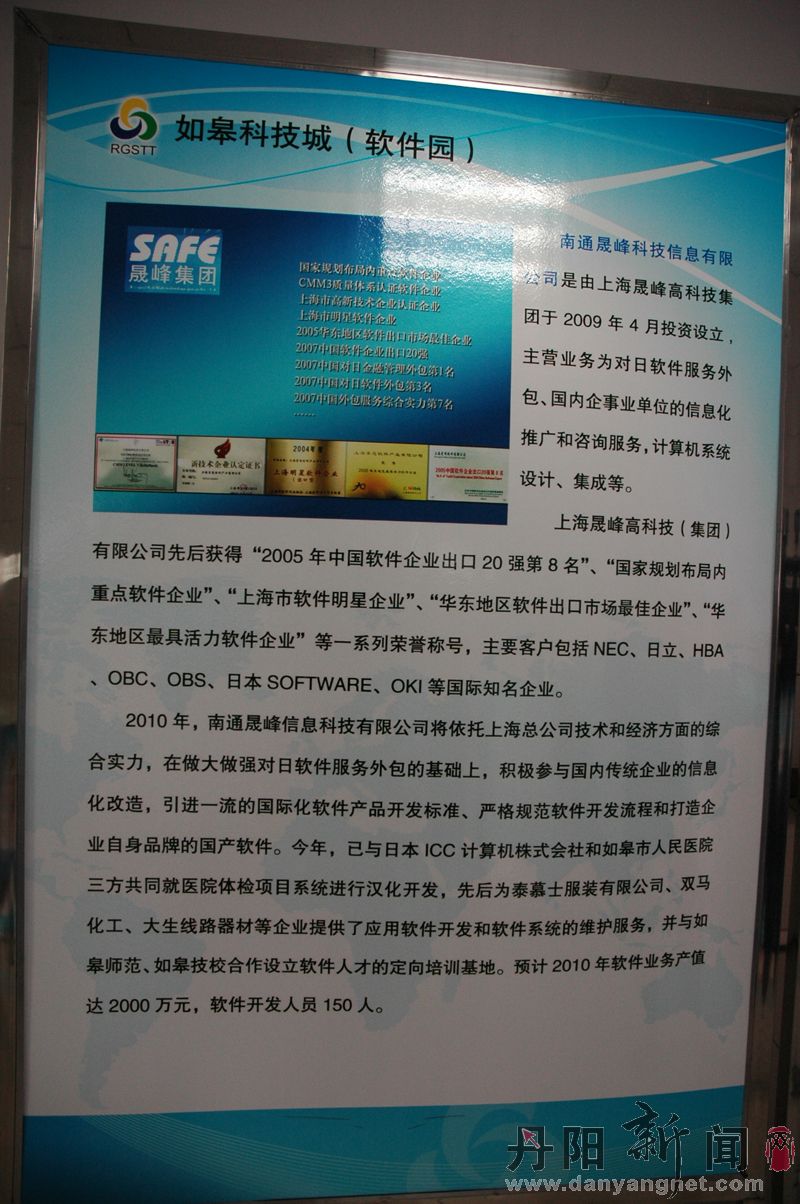 RGSTT
如皋科技城（软件园）
SAFE
晟峰集团
国家规划布局内重点软件企业
CMM3质量体系认证软件企业
上海市高新技术企业认证企业
上海市明星软件企业
2005华东地区软件出口市场最佳企业
2007中国软件企业出口20强
2007中国对日金融管理外包第1名
2007中国对日软件外包第3名
2007中国外包服务综合实力第7名
……
新技术企业认定证书
2004年度
上海明星软件企业
南通晟峰科技信息有限
公司是由上海晟峰高科技集
团于 2009 年 4 月投资设立，
主营业务为对日软件服务外
包、国内企事业单位的信息化
推广和咨询服务，计算机系统
设计、集成等。
上海晟峰高科技（集团）
有限公司先后获得“2005 年中国软件企业出口 20 强第 8 名”、“国家规划布局内
重点软件企业”、“上海市软件明星企业”、“华东地区软件出口市场最佳企业”、“华
东地区最具活力软件企业”等一系列荣誉称号，主要客户包括 NEC、日立、HBA
、OBC、OBS、日本 SOFTWARE、OKI 等国际知名企业。
2010 年，南通晟峰信息科技有限公司将依托上海总公司技术和经济方面的综
合实力，在做大做强对日软件服务外包的基础上，积极参与国内传统企业的信息
化改造，引进一流的国际化软件产品开发标准、严格规范软件开发流程和打造企
业自身品牌的国产软件。今年，已与日本 ICC 计算机株式会社和如皋市人民医院
三方共同就医院体检项目系统进行汉化开发，先后为泰慕士服装有限公司、双马
化工、大生线路器材等企业提供了应用软件开发和软件系统的维护服务，并与如
皋师范、如皋技校合作设立软件人才的定向培训基地。预计 2010 年软件业务产值
达 2000 万元，软件开发人员 150 人。
丹阳新闻网
www.danyangnet.com